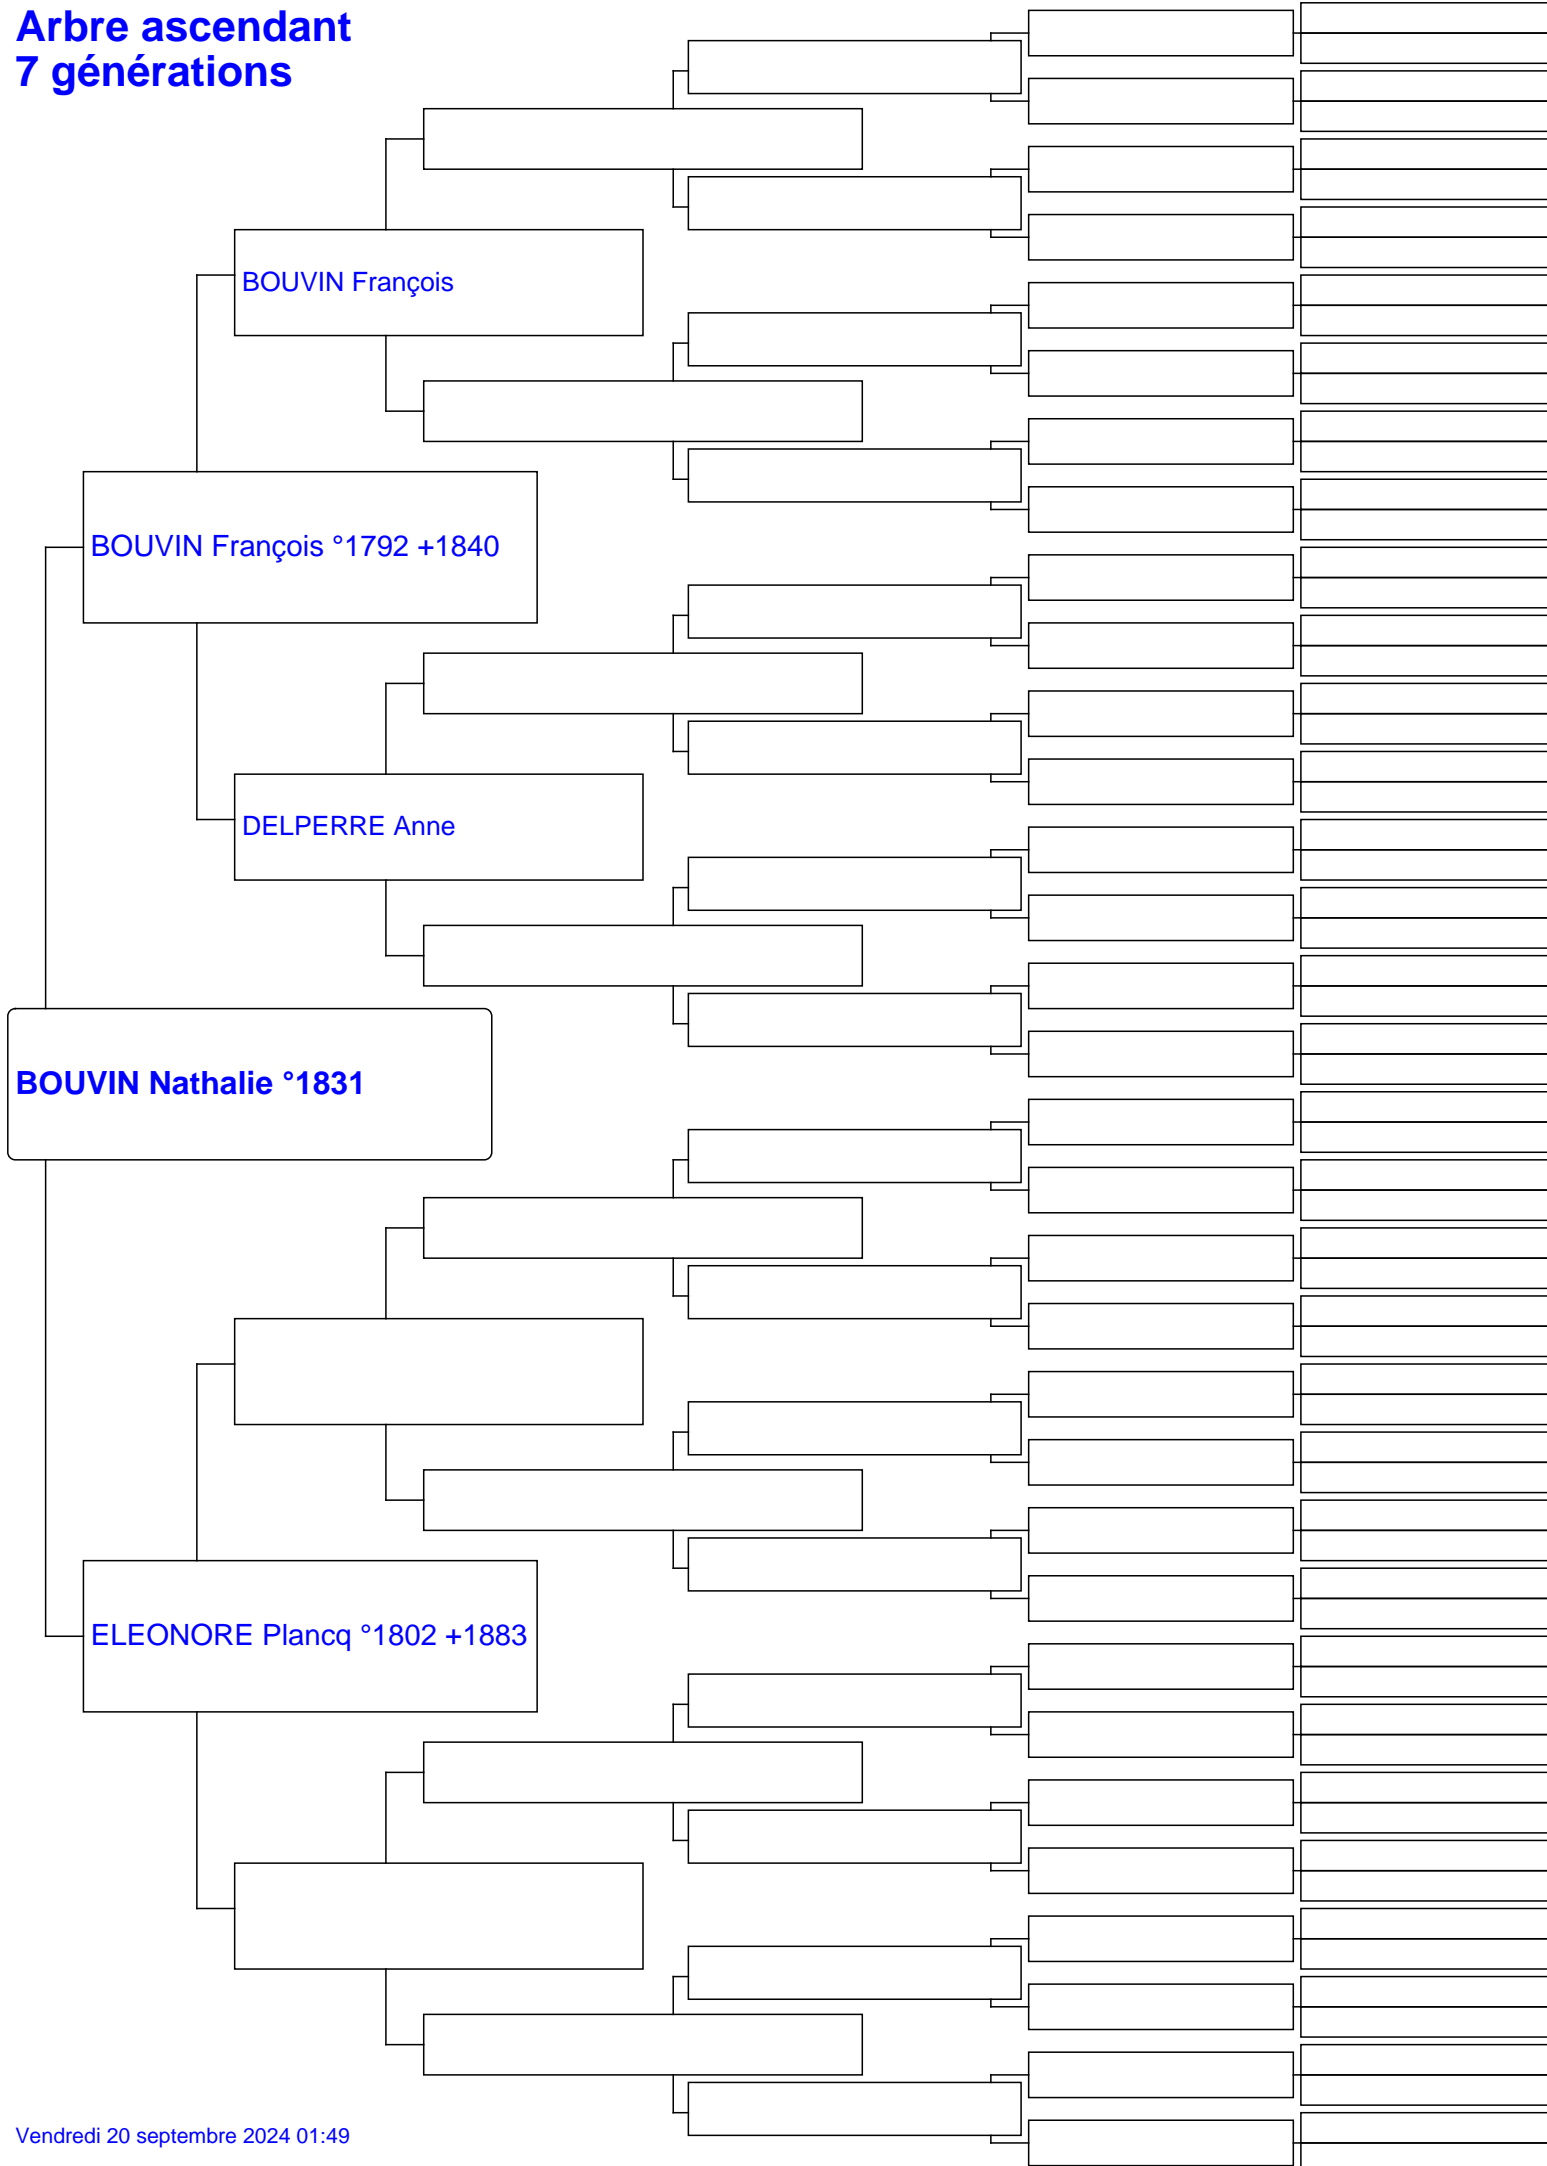 Arbre ascendant
7 générations
BOUVIN François
BOUVIN François °1792 +1840
DELPERRE Anne
BOUVIN Nathalie °1831
ELEONORE Plancq °1802 +1883
Vendredi 20 septembre 2024 01:49